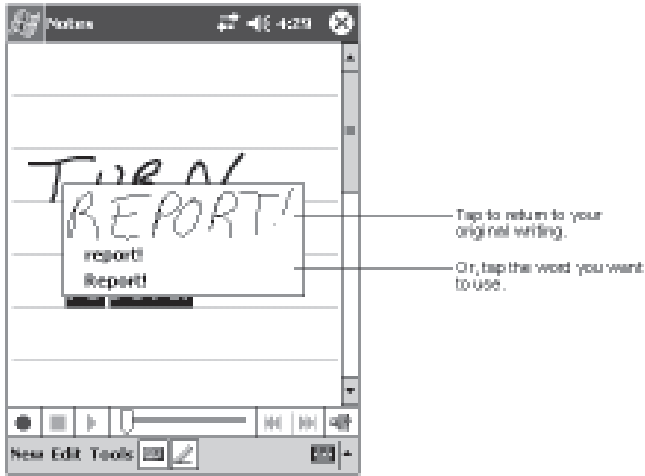 Notes 4:29
TURN
REPORT!
report!
Report!
Tap to return to your
original writing.
Or, tap the word you want
to use.
New Edit Tools